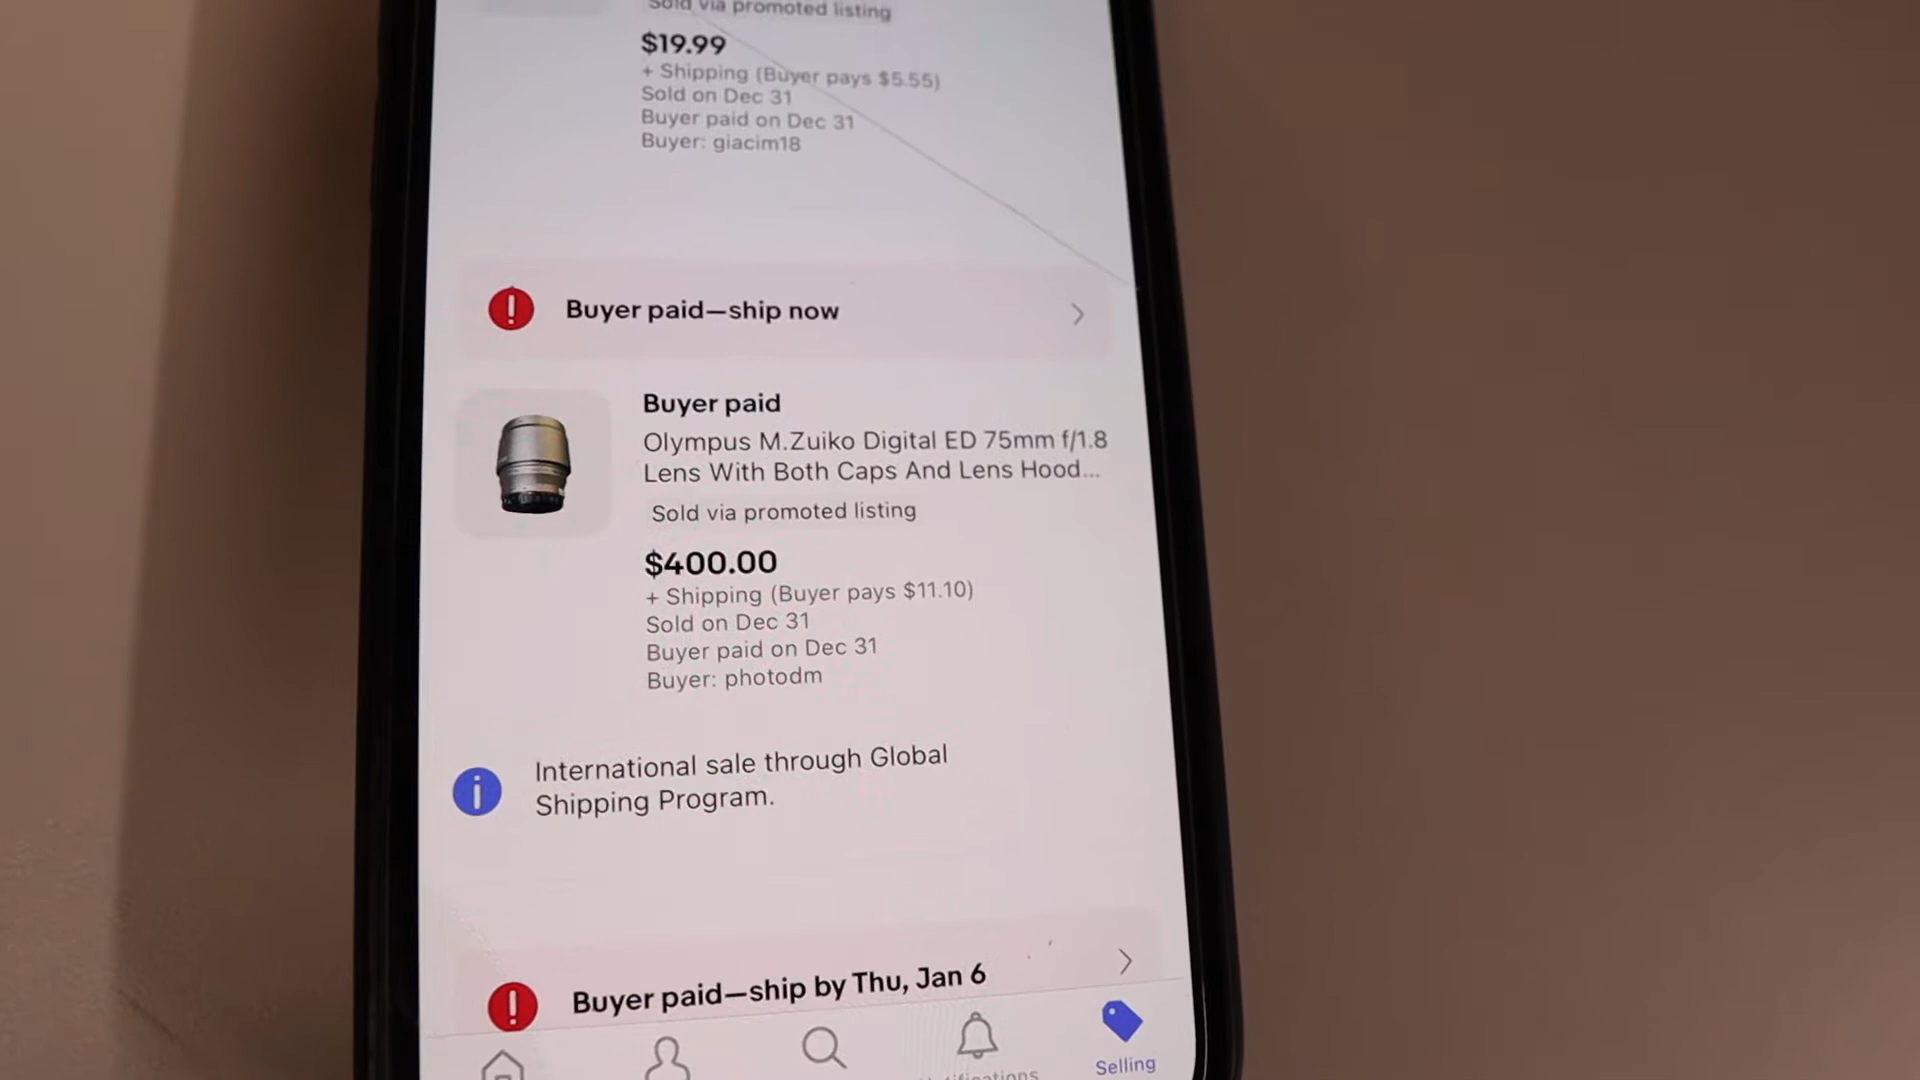 Sold via promoted listing
$19.99
+ Shipping (Buyer pays $5.55)
Sold on Dec 31
Buyer paid on Dec 31
Buyer: giacim18
Buyer paid—ship now
Buyer paid
Olympus M.Zuiko Digital ED 75mm f/1.8
Lens With Both Caps And Lens Hood...
Sold via promoted listing
$400.00
+ Shipping (Buyer pays $11.10)
Sold on Dec 31
Buyer paid on Dec 31
Buyer: photodm
International sale through Global
Shipping Program.
Buyer paid—ship by Thu, Jan 6
Selling